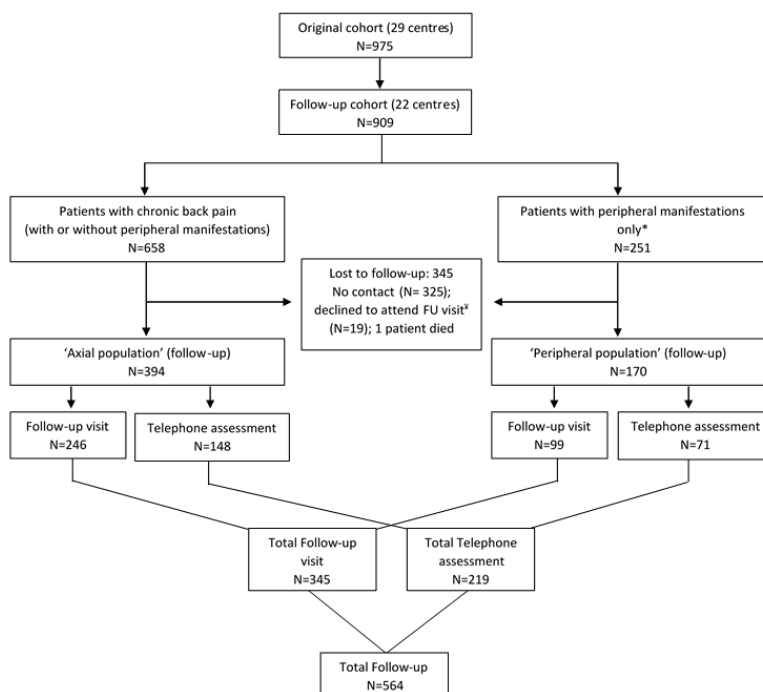 Original cohort (29 centres)
N=975
Follow-up cohort (22 centres)
N=909
Patients with chronic back pain
(with or without peripheral manifestations)
N=658
Patients with peripheral manifestations
only*
N=251
Lost to follow-up: 345
No contact (N= 325);
declined to attend FU visit¥
(N=19); 1 patient died
'Axial population' (follow-up)
N=394
'Peripheral population' (follow-up)
N=170
Follow-up visit
N=246
Telephone assessment
N=148
Follow-up visit
N=99
Telephone assessment
N=71
Total Follow-up
visit
N=345
Total Telephone
assessment
N=219
Total Follow-up
N=564